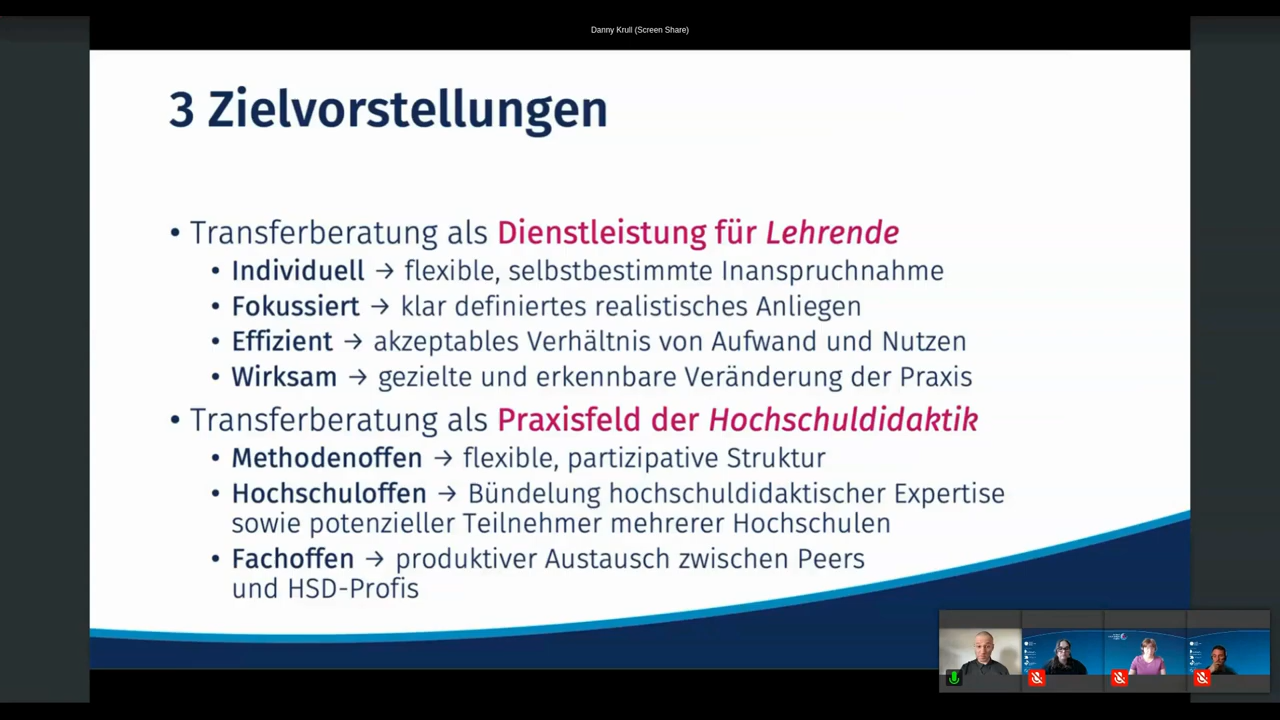 Danny Krull (Screen Share)
3 Zielvorstellungen
• Transferberatung als Dienstleistung für Lehrende
• Individuell → flexible, selbstbestimmte Inanspruchnahme
• Fokussiert → klar definiertes realistisches Anliegen
• Effizient → akzeptables Verhältnis von Aufwand und Nutzen
• Wirksam → gezielte und erkennbare Veränderung der Praxis
• Transferberatung als Praxisfeld der Hochschuldidaktik
• Methodenoffen → flexible, partizipative Struktur
• Hochschuloffen → Bündelung hochschuldidaktischer Expertise
sowie potenzieller Teilnehmer mehrerer Hochschulen
• Fachoffen → produktiver Austausch zwischen Peers
und HSD-Profis